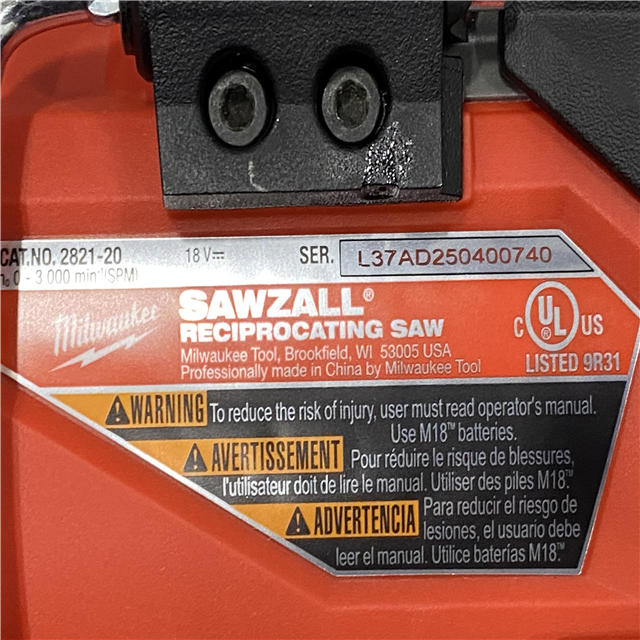 CAT.NO. 2821-20 18 V⎓ SER. L37AD250400740
n₀ 0 - 3 000 min⁻¹(SPM)
Milwaukee
SAWZALL®
RECIPROCATING SAW
Milwaukee Tool, Brookfield, WI 53005 USA
Professionally made in China by Milwaukee Tool
C UL® US
LISTED 9R31
WARNING To reduce the risk of injury, user must read operator's manual.
Use M18™ batteries.
AVERTISSEMENT Pour réduire le risque de blessures,
l'utilisateur doit de lire le manual. Utiliser des piles M18™.
ADVERTENCIA Para reducir el riesgo de
lesiones, el usuario debe
leer el manual. Utilice baterías M18™.